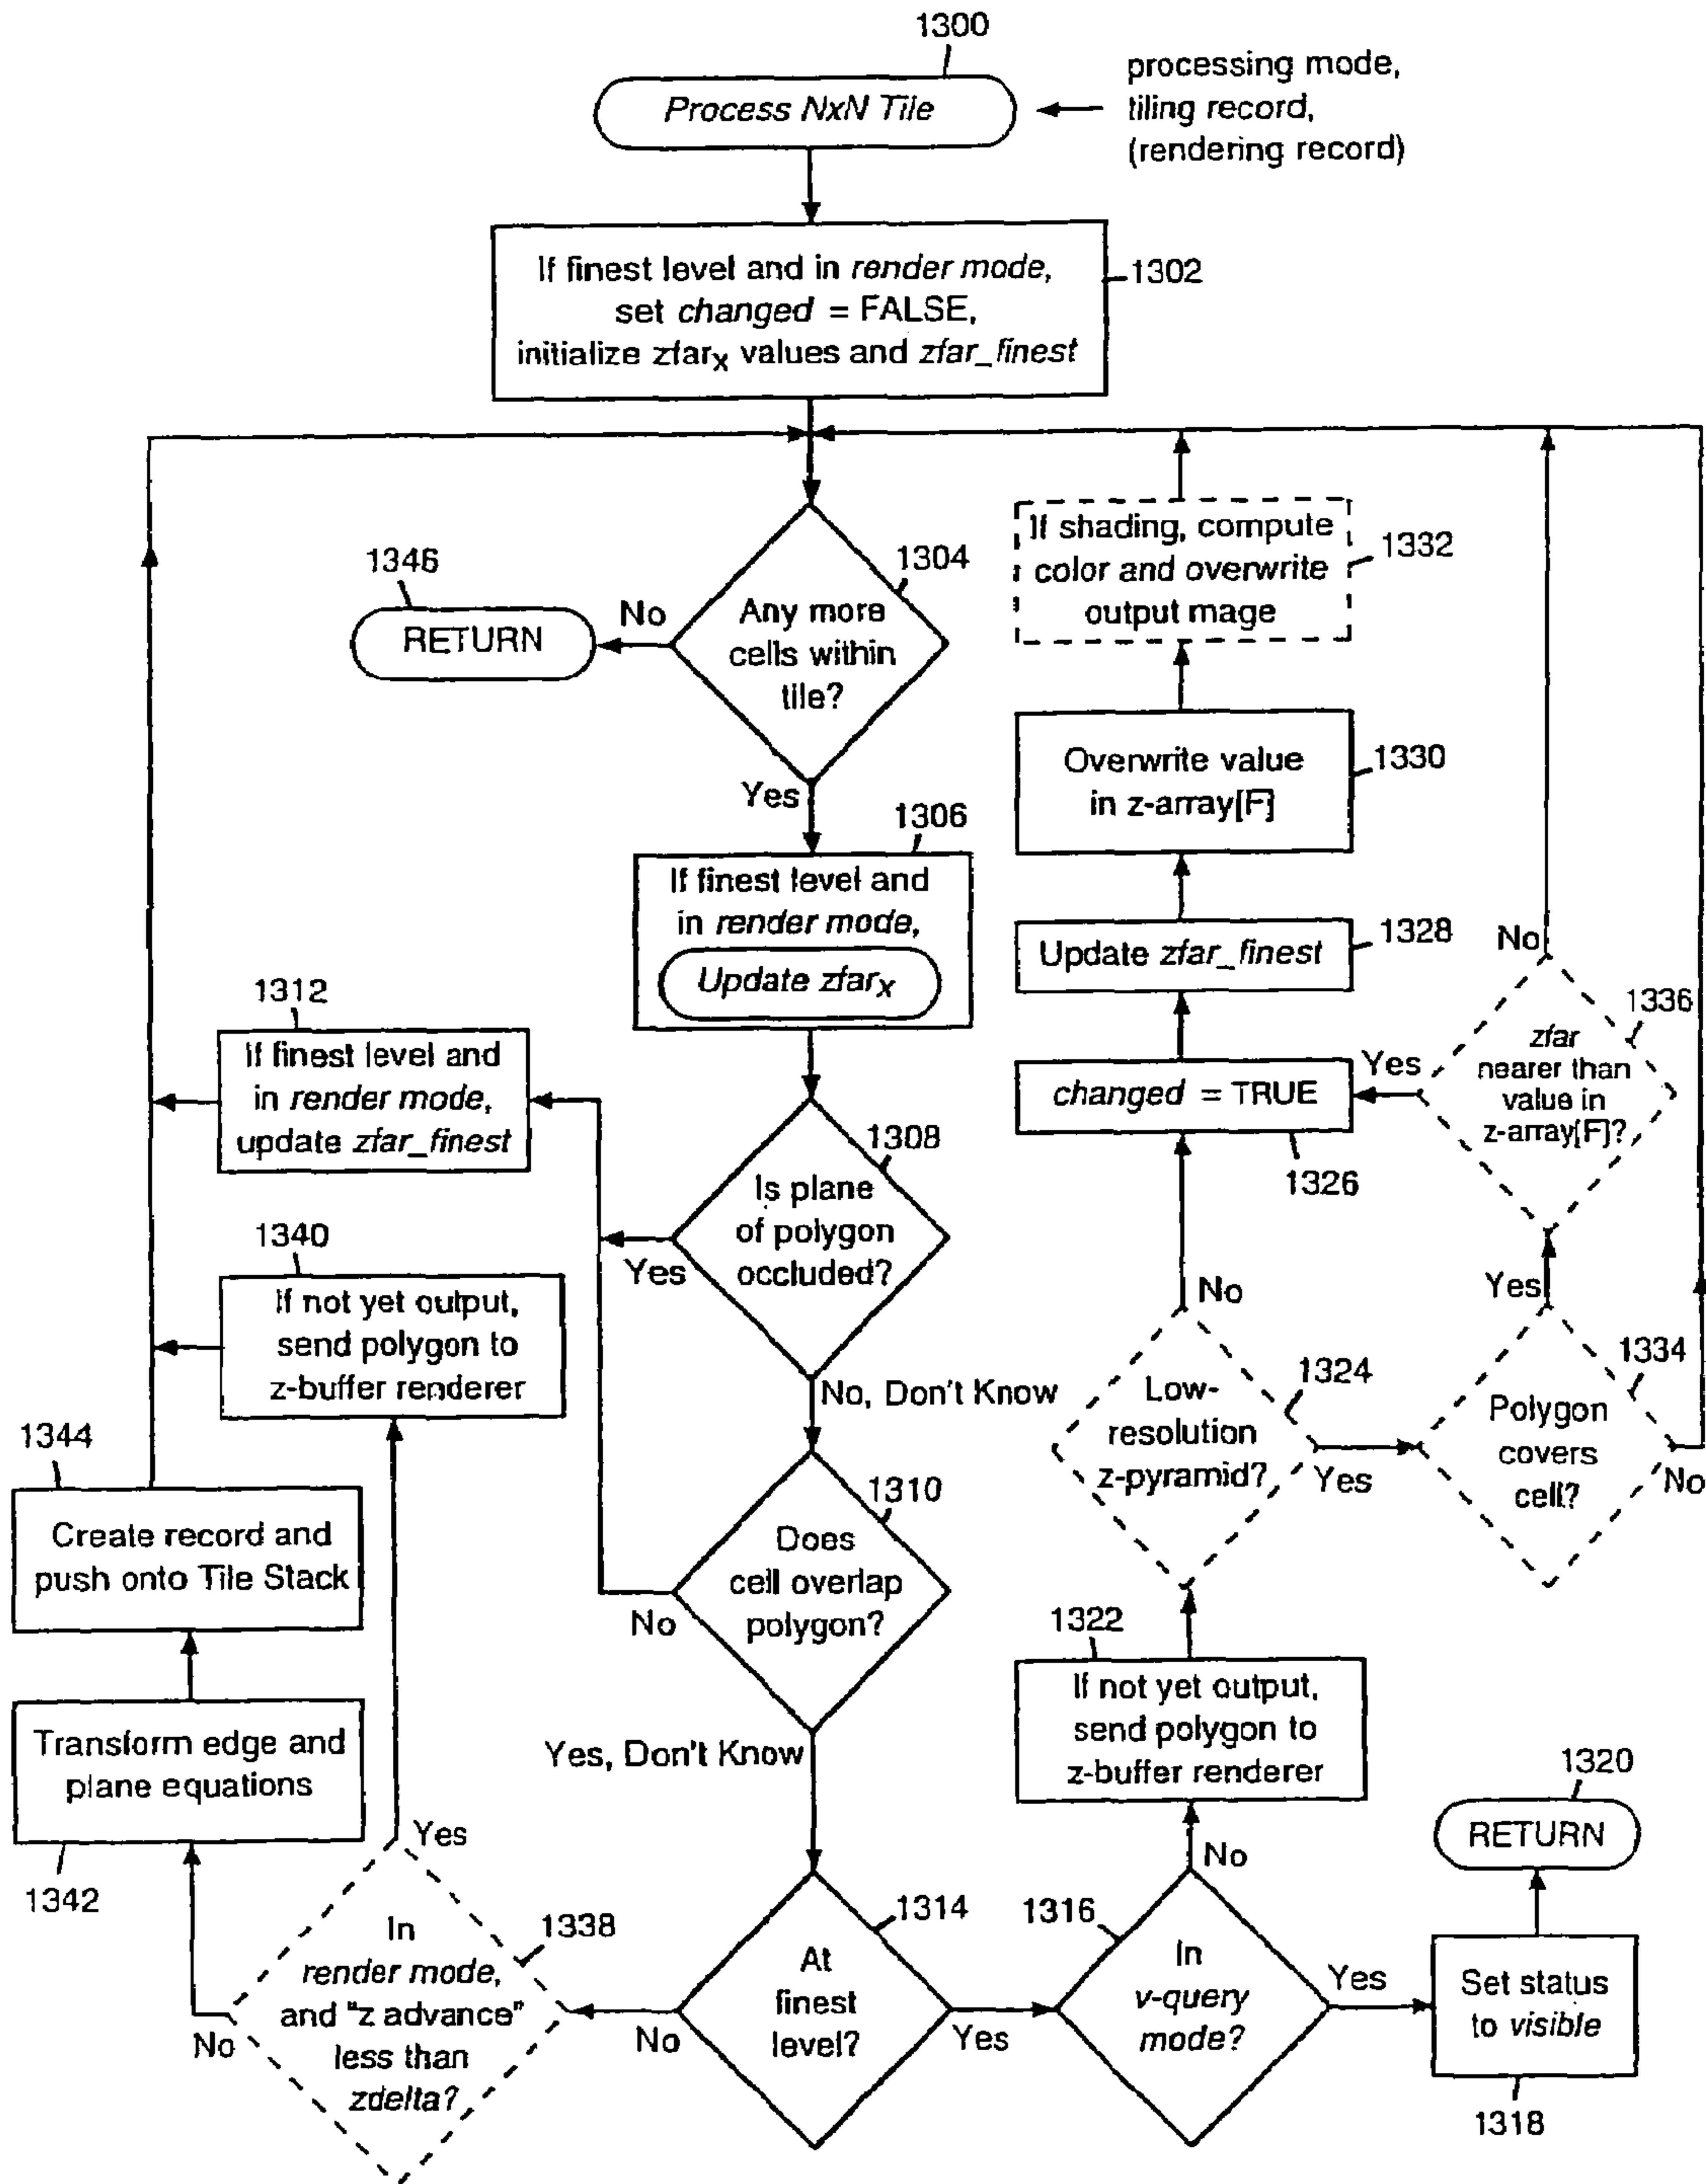 1300
Process NxN Tile
processing mode,
tiling record,
(rendering record)
If finest level and in render mode,
set changed = FALSE,
initialize zfarx values and zfar_finest
1302
1304
Any more
cells within
tile?
No
1346
RETURN
Yes
1306
If finest level and
in render mode,
Update zfarx
1308
Is plane
of polygon
occluded?
Yes
No, Don't Know
1312
If finest level and
in render mode,
update zfar_finest
1310
Does
cell overlap
polygon?
No
Yes, Don't Know
1314
At
finest
level?
No
Yes
1338
In
render mode,
and "z advance"
less than
zdelta?
Yes
No
1340
If not yet output,
send polygon to
z-buffer renderer
1342
Transform edge and
plane equations
1344
Create record and
push onto Tile Stack
1316
In
v-query
mode?
Yes
No
Set status
to visible
1318
1320
RETURN
1322
If not yet output,
send polygon to
z-buffer renderer
1324
Low-
resolution
z-pyramid?
No
Yes
1334
Polygon
covers
cell?
Yes
No
1336
zfar
nearer than
value in
z-array[F]?
Yes
No
changed = TRUE
1326
Update zfar_finest
1328
Overwrite value
in z-array[F]
1330
If shading, compute
color and overwrite
output mage
1332